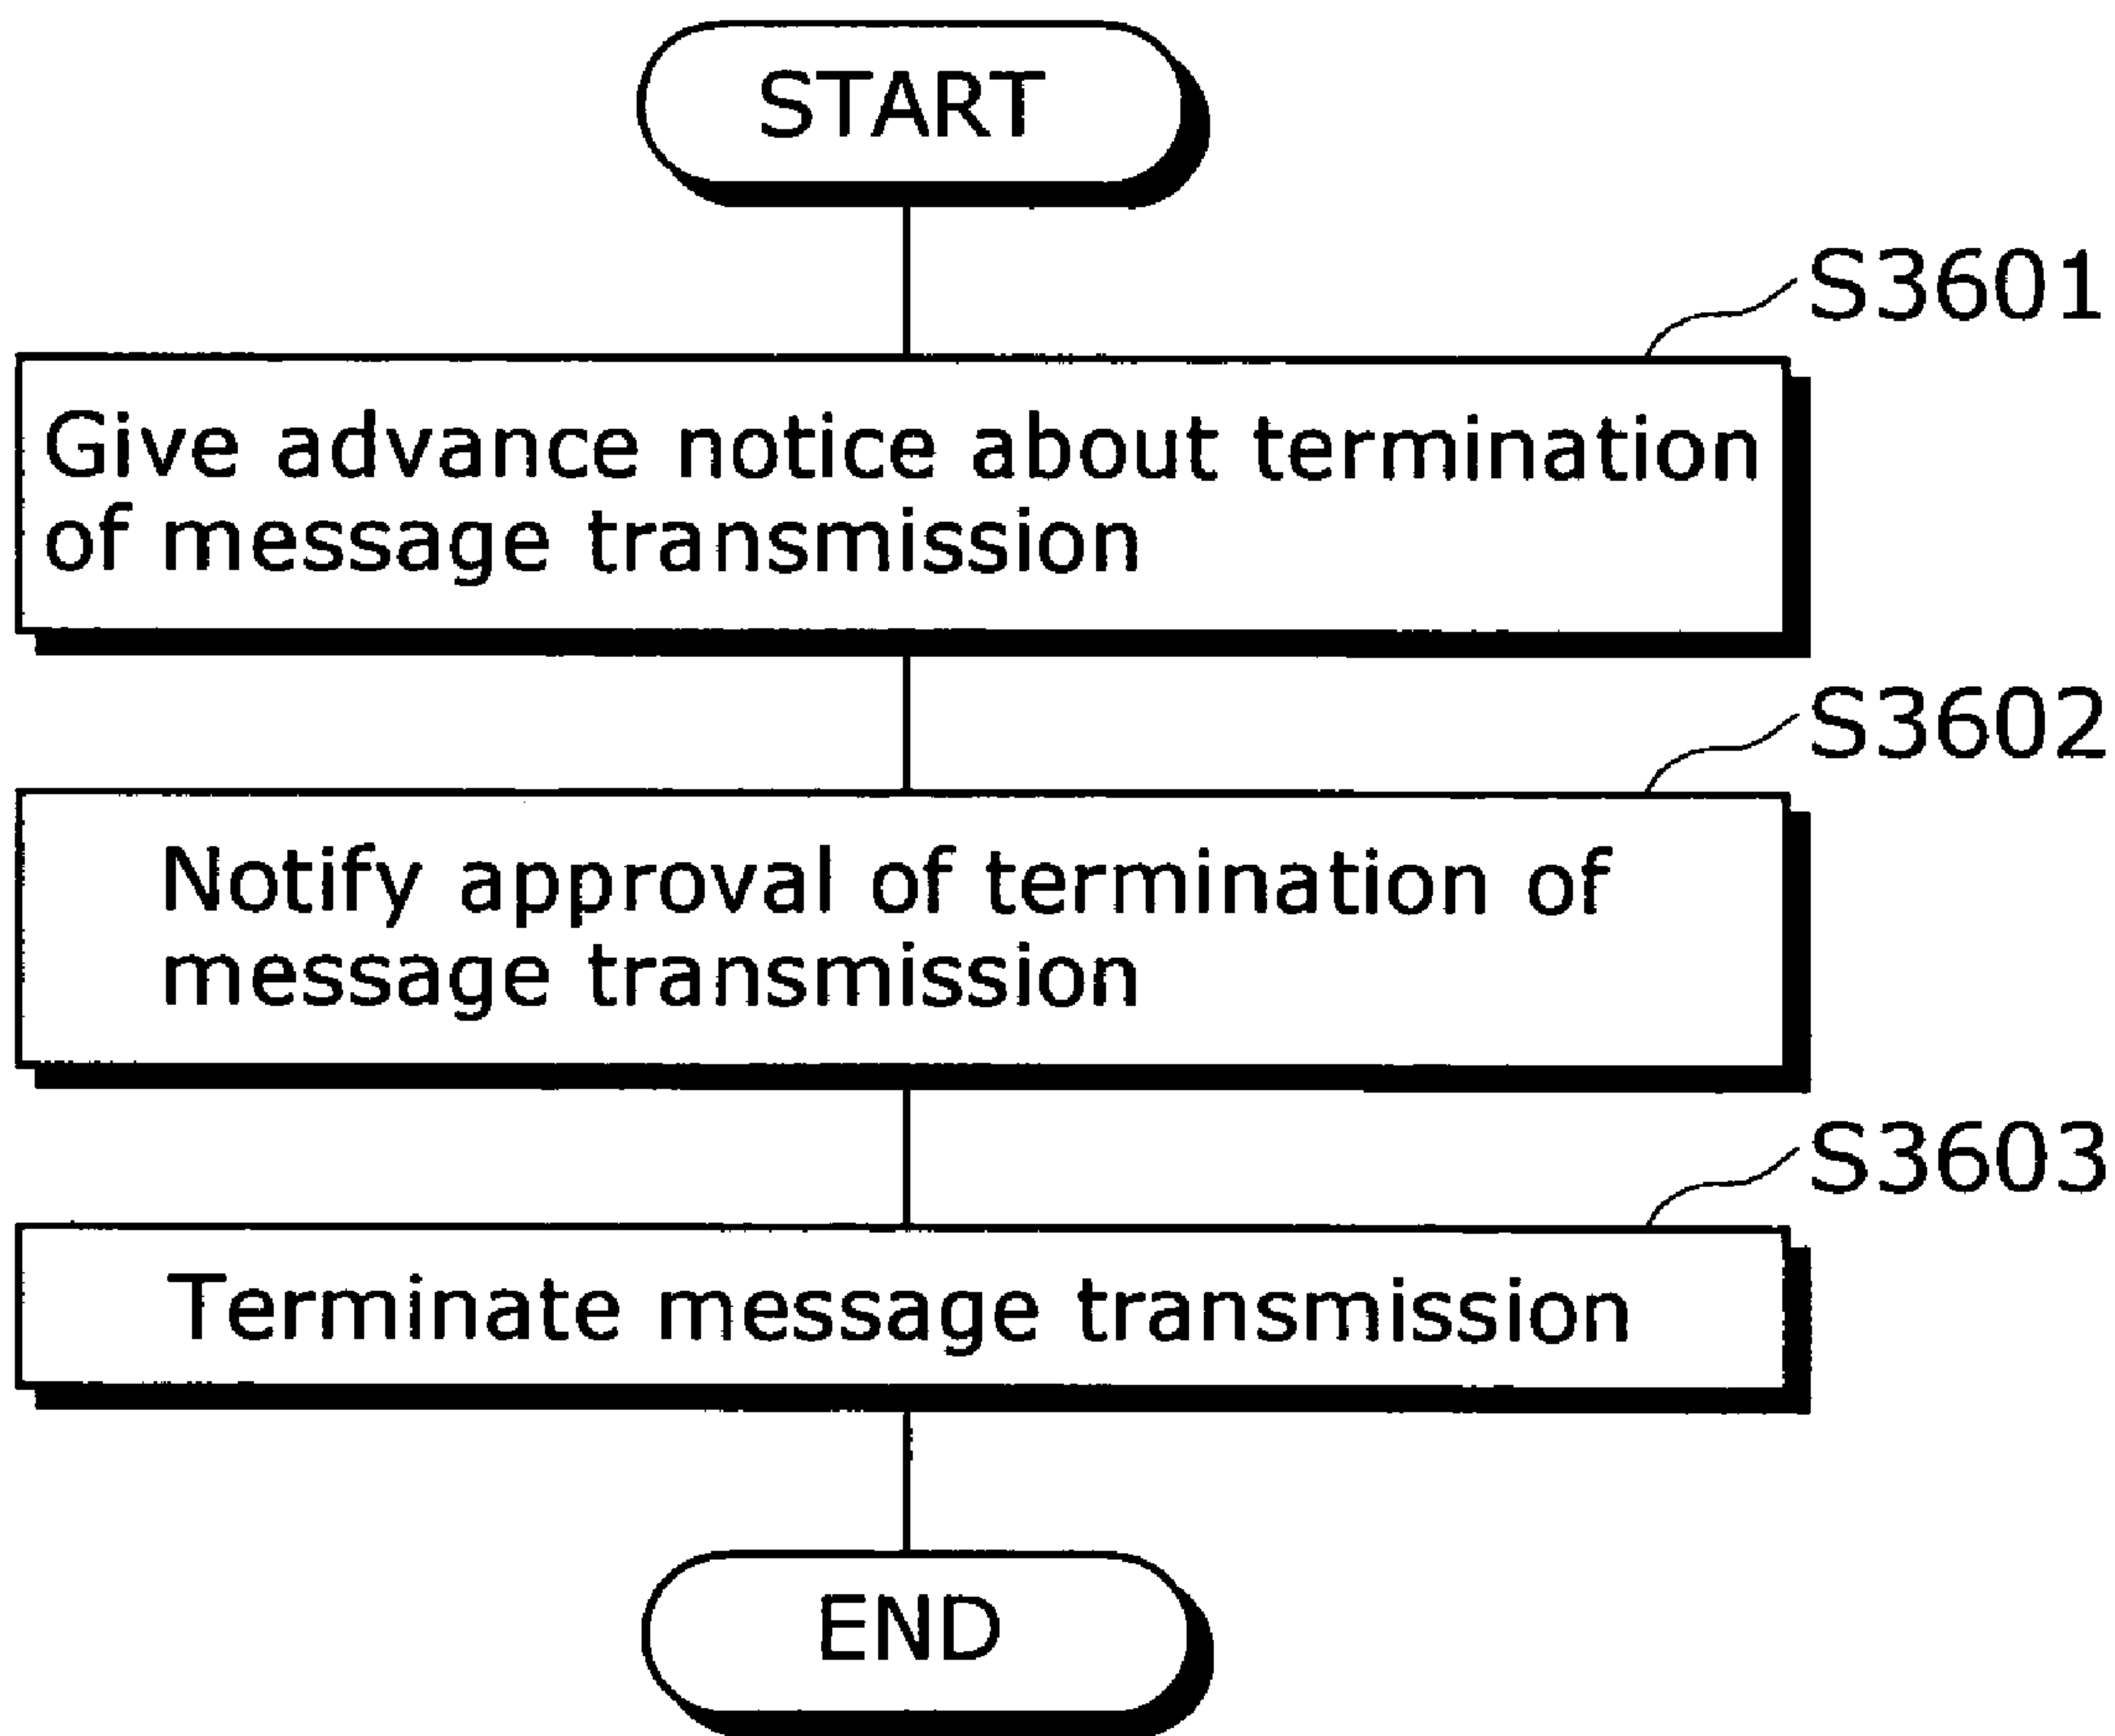 START
S3601
Give advance notice about termination
of message transmission
S3602
Notify approval of termination of
message transmission
S3603
Terminate message transmission
END